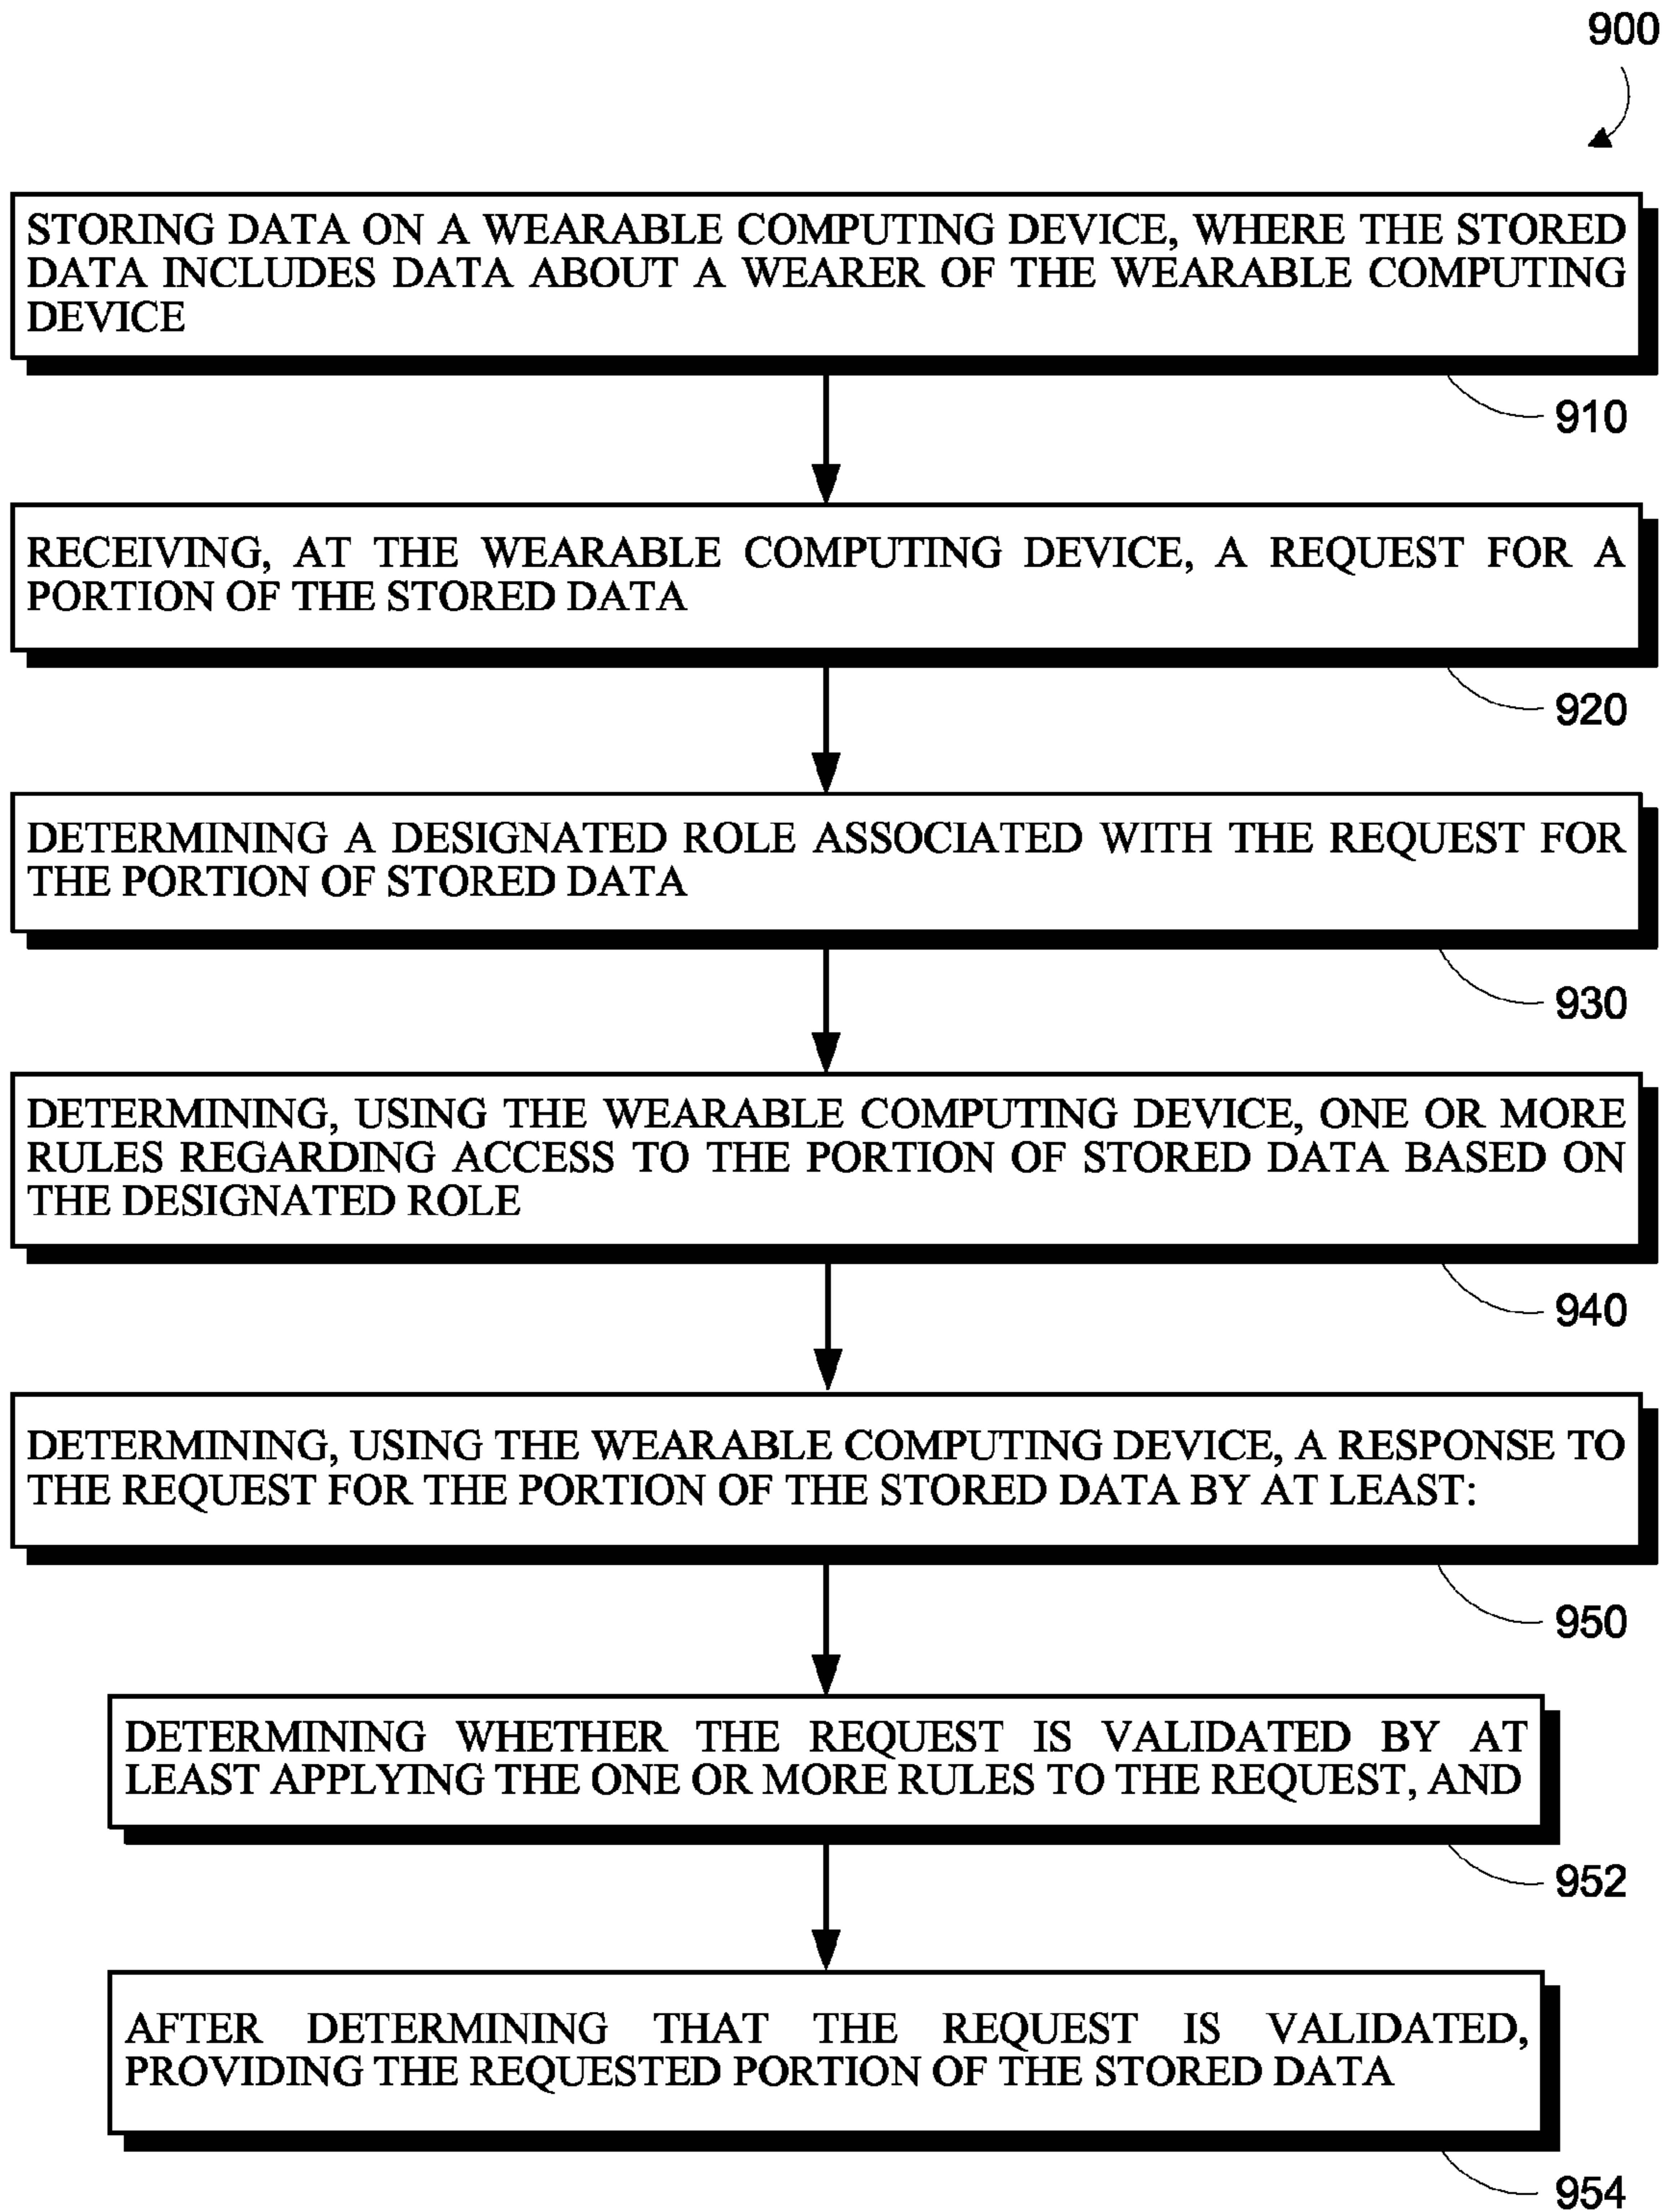 900
STORING DATA ON A WEARABLE COMPUTING DEVICE, WHERE THE STORED
DATA INCLUDES DATA ABOUT A WEARER OF THE WEARABLE COMPUTING
DEVICE
910
RECEIVING, AT THE WEARABLE COMPUTING DEVICE, A REQUEST FOR A
PORTION OF THE STORED DATA
920
DETERMINING A DESIGNATED ROLE ASSOCIATED WITH THE REQUEST FOR
THE PORTION OF STORED DATA
930
DETERMINING, USING THE WEARABLE COMPUTING DEVICE, ONE OR MORE
RULES REGARDING ACCESS TO THE PORTION OF STORED DATA BASED ON
THE DESIGNATED ROLE
940
DETERMINING, USING THE WEARABLE COMPUTING DEVICE, A RESPONSE TO
THE REQUEST FOR THE PORTION OF THE STORED DATA BY AT LEAST:
950
DETERMINING WHETHER THE REQUEST IS VALIDATED BY AT
LEAST APPLYING THE ONE OR MORE RULES TO THE REQUEST, AND
952
AFTER DETERMINING THAT THE REQUEST IS VALIDATED,
PROVIDING THE REQUESTED PORTION OF THE STORED DATA
954